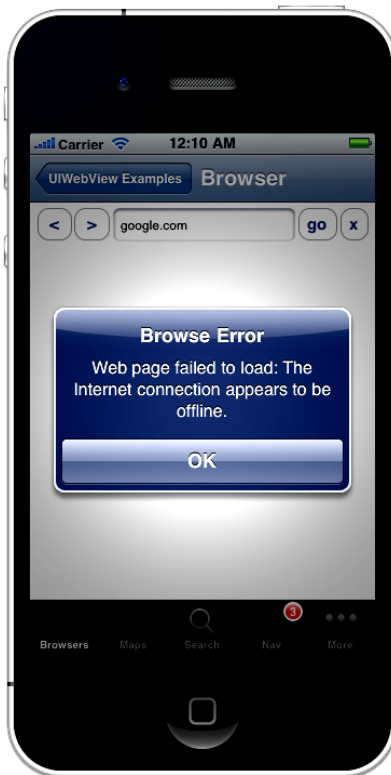 Carrier 12:10 AM
UIWebView Examples Browser
< > google.com go x
Browse Error
Web page failed to load: The
Internet connection appears to be
offline.
OK
3
Browsers Maps Search Nav More